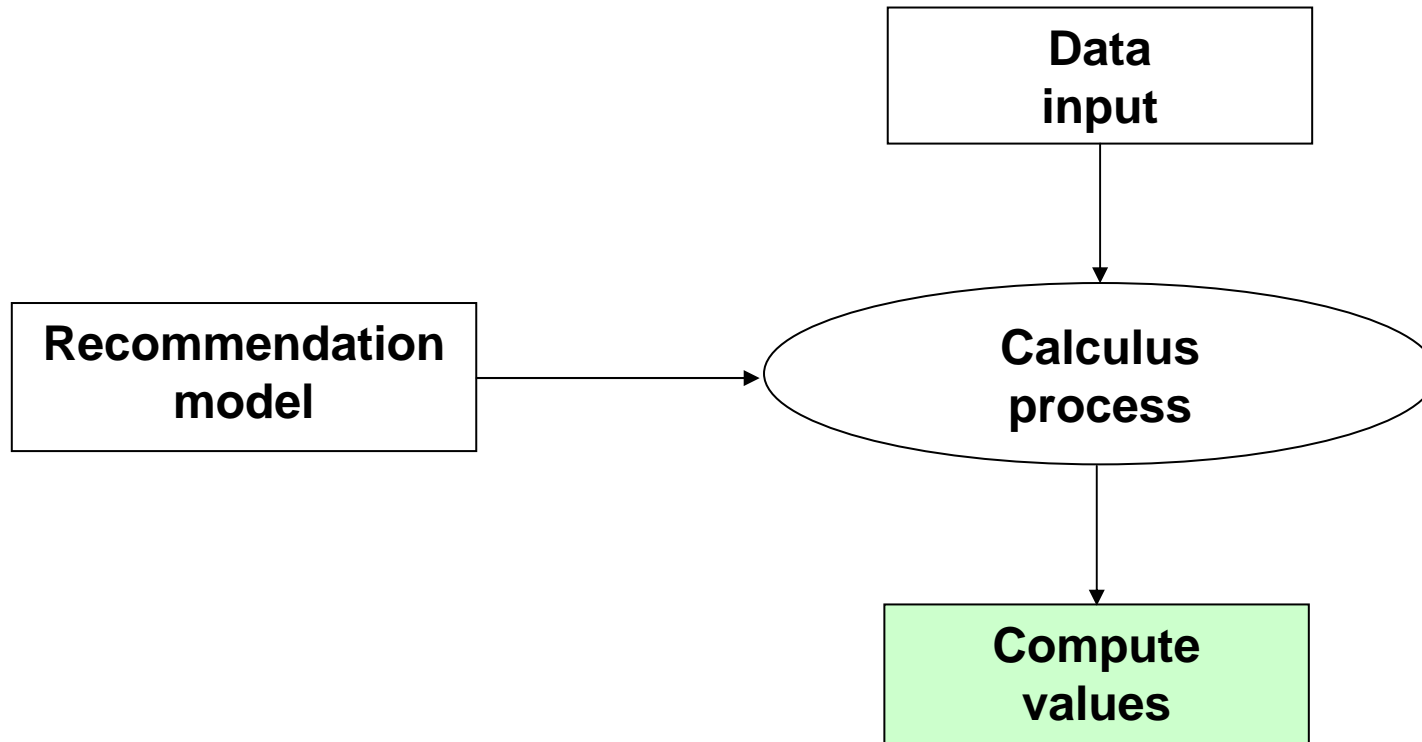 Data
input
Recommendation
model
Calculus
process
Compute
values